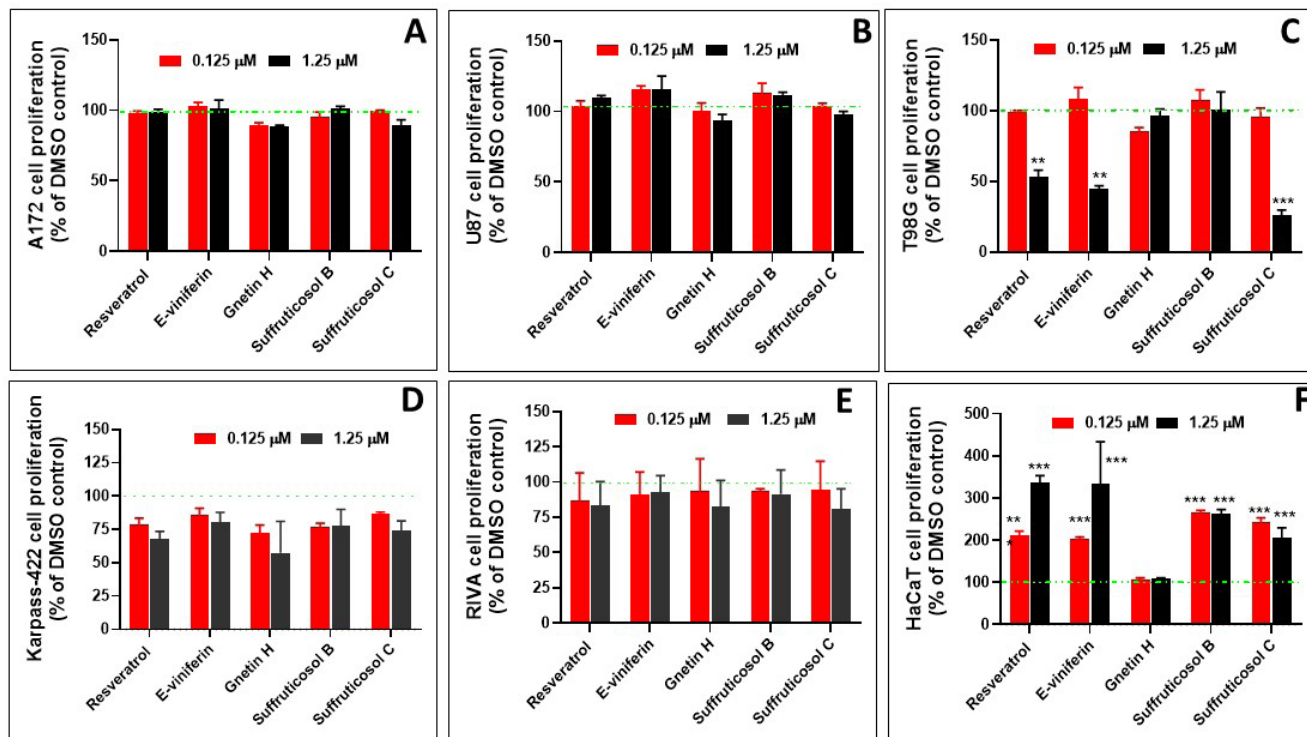 A
A172 cell proliferation
(% of DMSO control)
150
100
50
0
0.125 µM
1.25 µM
Resveratrol
E-viniferin
Gnetin H
Suffruticosol B
Suffruticosol C
B
U87 cell proliferation
(% of DMSO control)
150
100
50
0
0.125 µM
1.25 µM
Resveratrol
E-viniferin
Gnetin H
Suffruticosol B
Suffruticosol C
C
T98G cell proliferation
(% of DMSO control)
150
100
50
0
0.125 µM
1.25 µM
**
**
***
Resveratrol
E-viniferin
Gnetin H
Suffruticosol B
Suffruticosol C
D
Karpass-422 cell proliferation
(% of DMSO control)
150
125
100
75
50
25
0
0.125 µM
1.25 µM
Resveratrol
E-viniferin
Gnetin H
Suffruticosol B
Suffruticosol C
E
RIVA cell proliferation
(% of DMSO control)
150
125
100
75
50
25
0
0.125 µM
1.25 µM
Resveratrol
E-viniferin
Gnetin H
Suffruticosol B
Suffruticosol C
F
HaCaT cell proliferation
(% of DMSO control)
500
400
300
200
100
0
0.125 µM
1.25 µM
**
*
***
***
***
***
***
***
***
Resveratrol
E-viniferin
Gnetin H
Suffruticosol B
Suffruticosol C